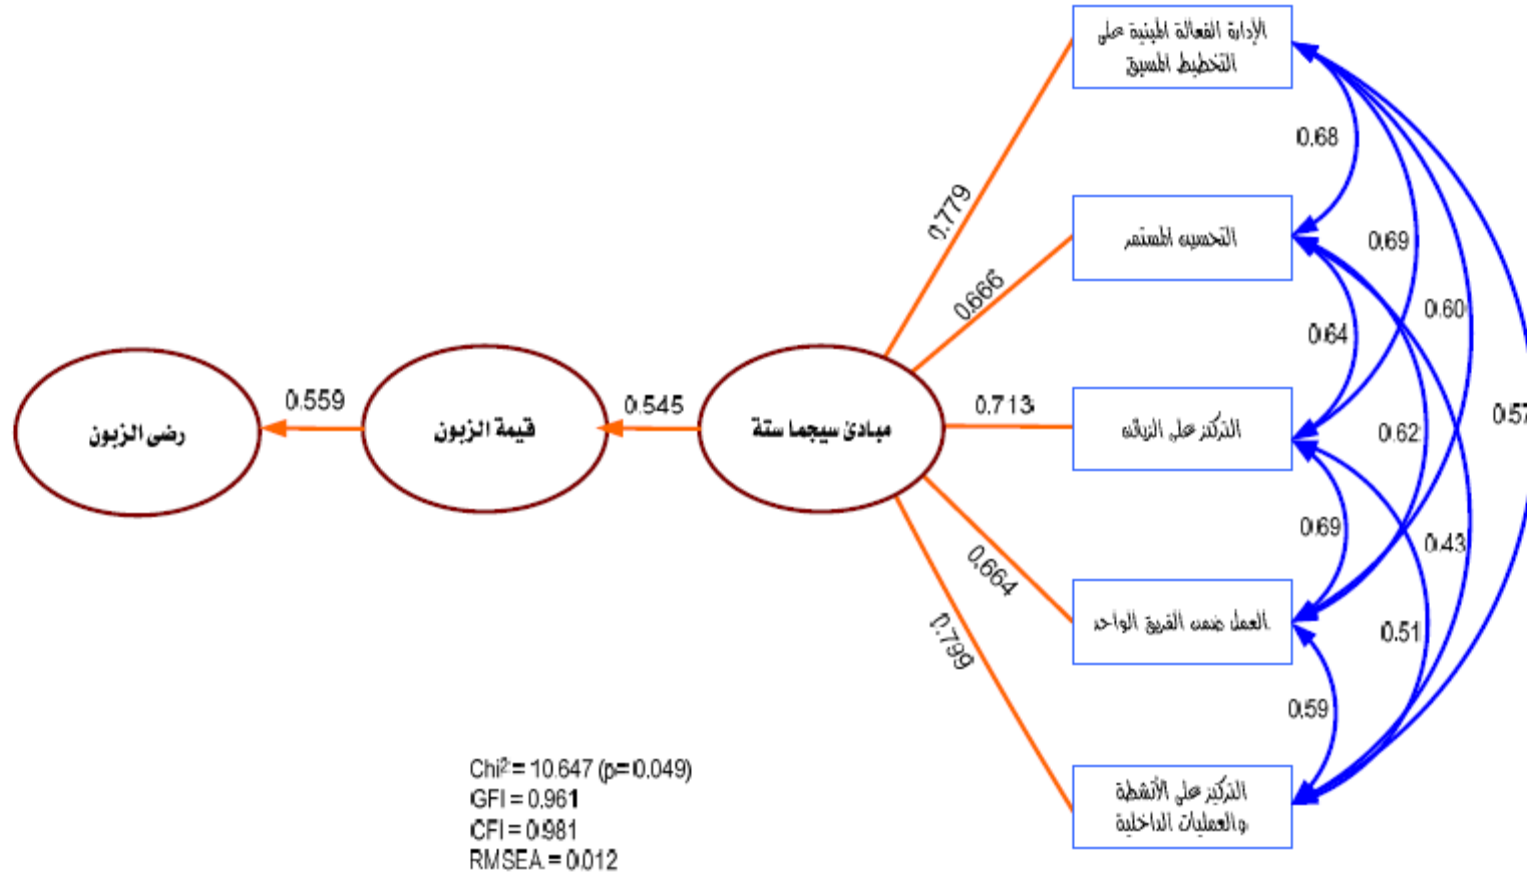 الإدارة الفعالة المبنية على
التخطيط المسبق
0.68
0.779
التحسين المستمر
0.69
0.666
0.60
0.64
رضى الزبون
0.559
قيمة الزبون
0.545
مبادئ سيجما ستة
0.713
التركيز على الزبائن
0.62
0.57
0.69
0.43
0.664
العمل ضمن الفريق الواحد
0.51
0.799
0.59
التركيز على الأنشطة
والعمليات الداخلية
Chi² = 10.647 (p=0.049)
GFI = 0.961
CFI = 0.981
RMSEA = 0.012